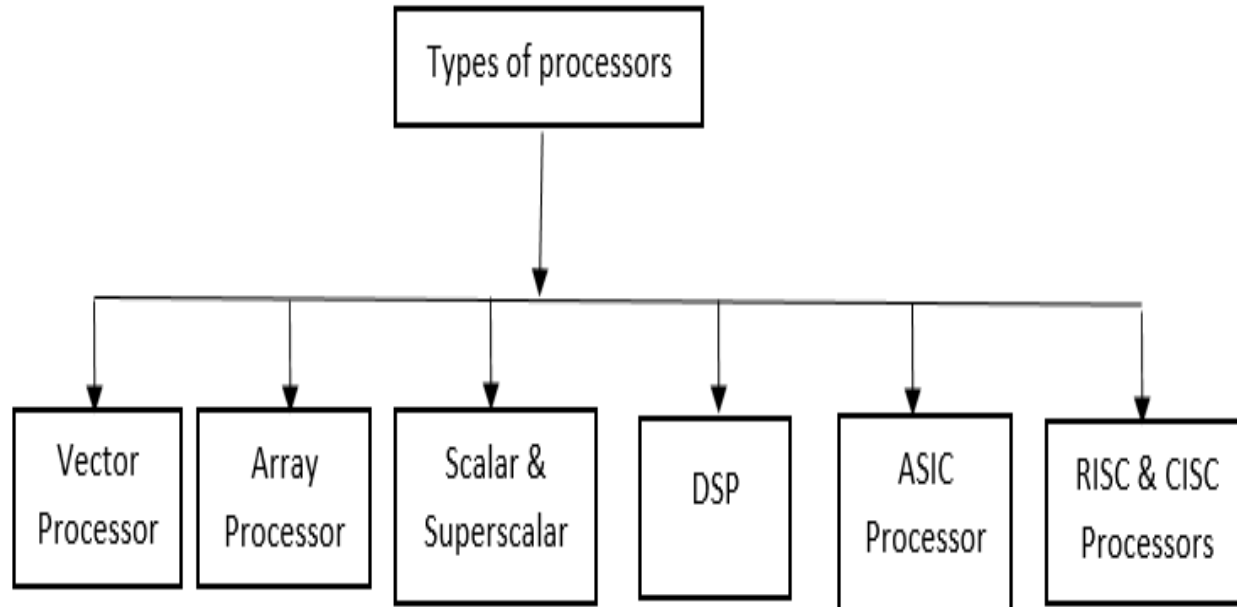 Types of processors
Vector
Processor
Array
Processor
Scalar &
Superscalar
DSP
ASIC
Processor
RISC & CISC
Processors